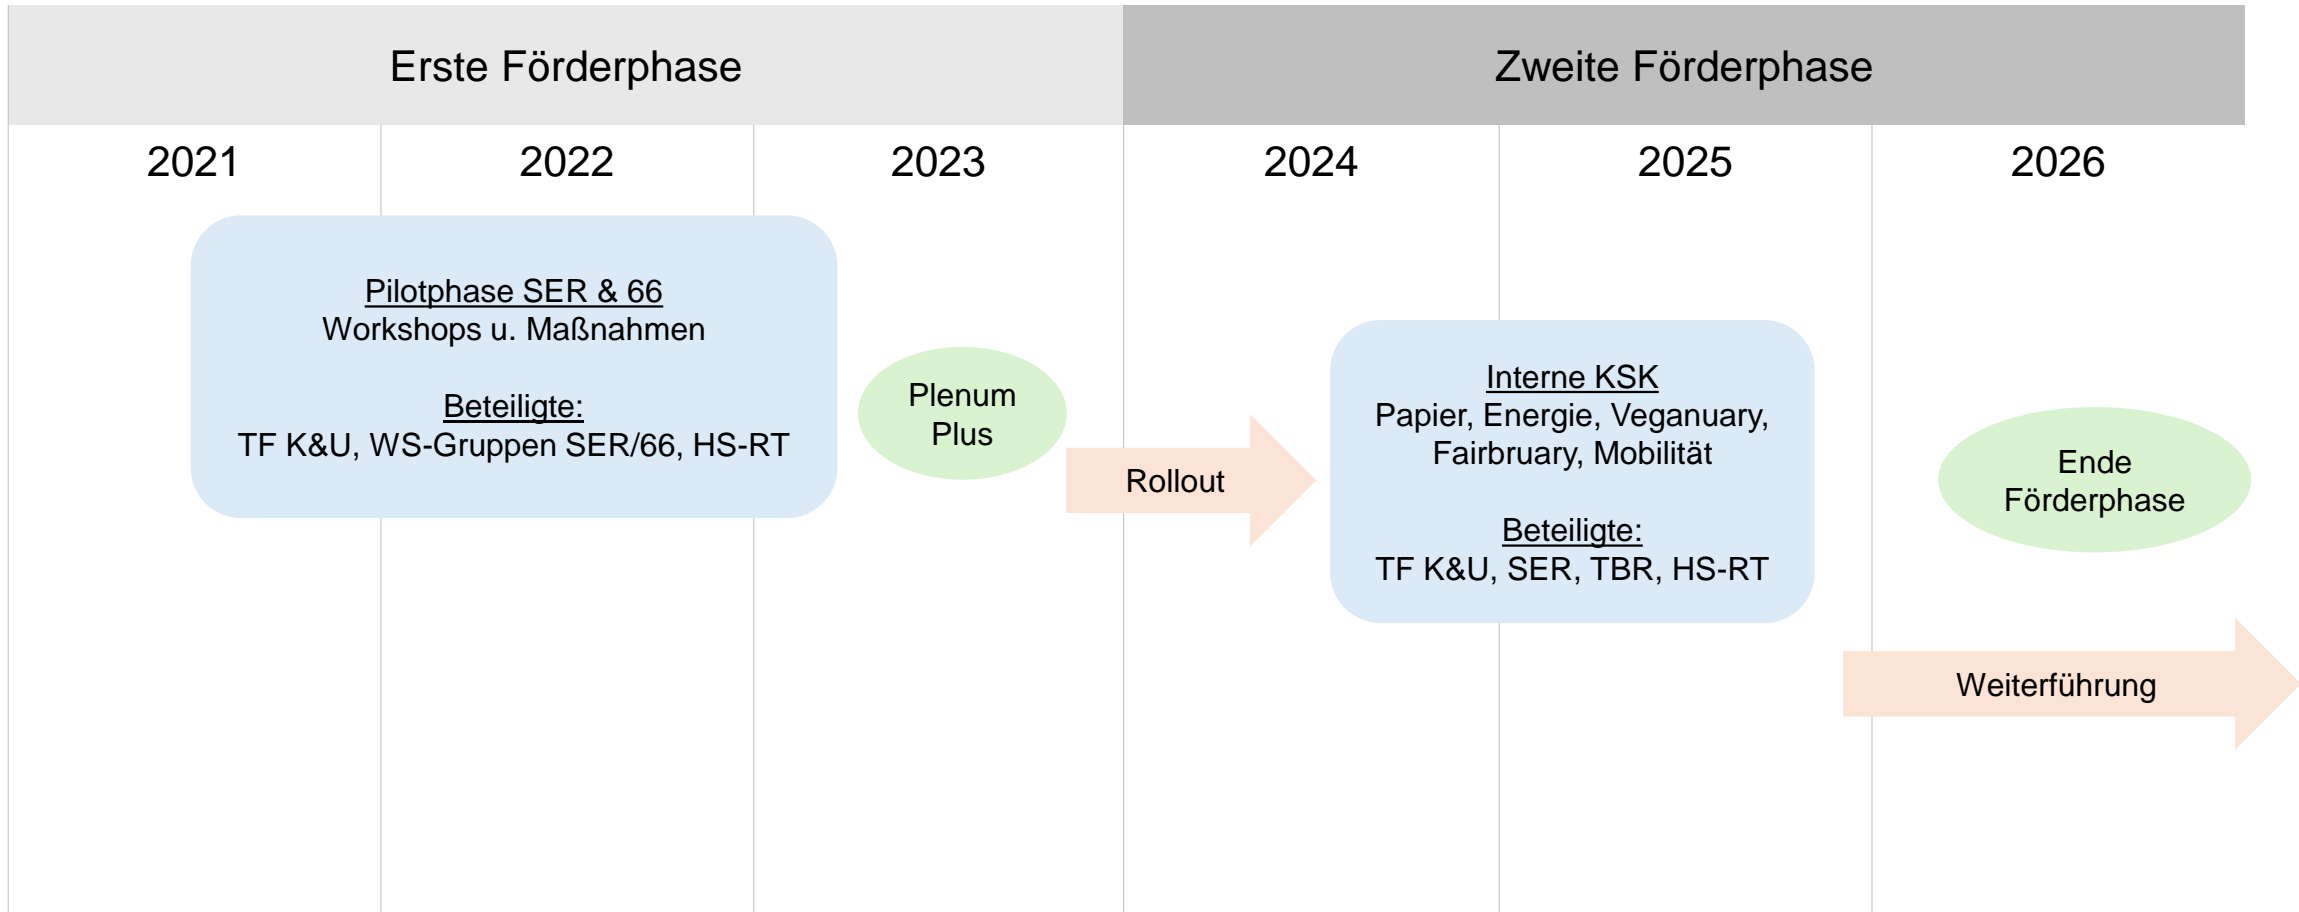 Erste Förderphase
Zweite Förderphase
2021
2022
2023
2024
2025
2026
Pilotphase SER & 66
Workshops u. Maßnahmen
Beteiligte:
TF K&U, WS-Gruppen SER/66, HS-RT
Plenum
Plus
Rollout
Interne KSK
Papier, Energie, Veganuary,
Fairbruary, Mobilität
Beteiligte:
TF K&U, SER, TBR, HS-RT
Ende
Förderphase
Weiterführung